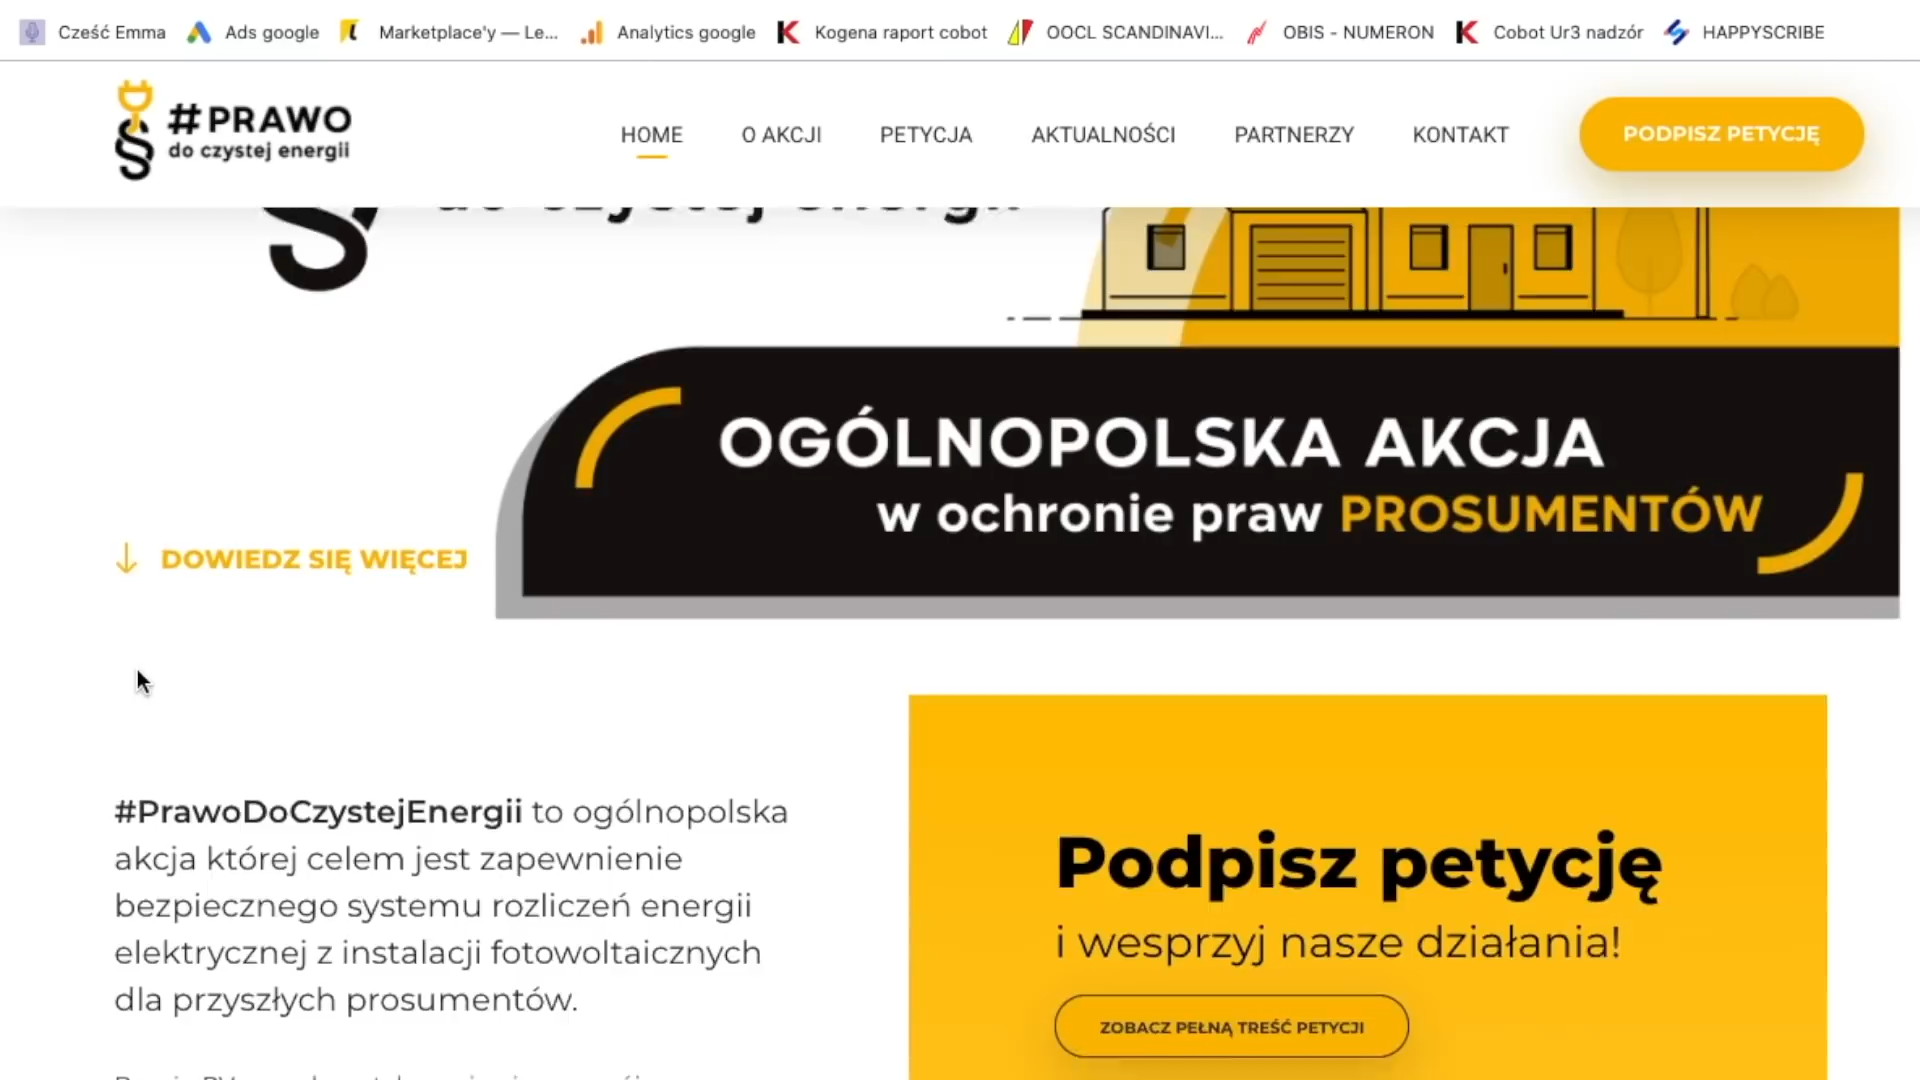 Cześć Emma
Ads google
Marketplace'y — Le...
Analytics google
Kogena raport cobot
OOCL SCANDINAVI...
OBIS - NUMERON
Cobot Ur3 nadzór
HAPPYSCRIBE
#PRAWO
do czystej energii
HOME
O AKCJI
PETYCJA
AKTUALNOŚCI
PARTNERZY
KONTAKT
PODPISZ PETYCJĘ
do czystej energii
OGÓLNOPOLSKA AKCJA
w ochronie praw PROSUMENTÓW
↓ DOWIEDZ SIĘ WIĘCEJ
#PrawoDoCzystejEnergii to ogólnopolska
akcja której celem jest zapewnienie
bezpiecznego systemu rozliczeń energii
elektrycznej z instalacji fotowoltaicznych
dla przyszłych prosumentów.
Podpisz petycję
i wesprzyj nasze działania!
ZOBACZ PEŁNĄ TREŚĆ PETYCJI